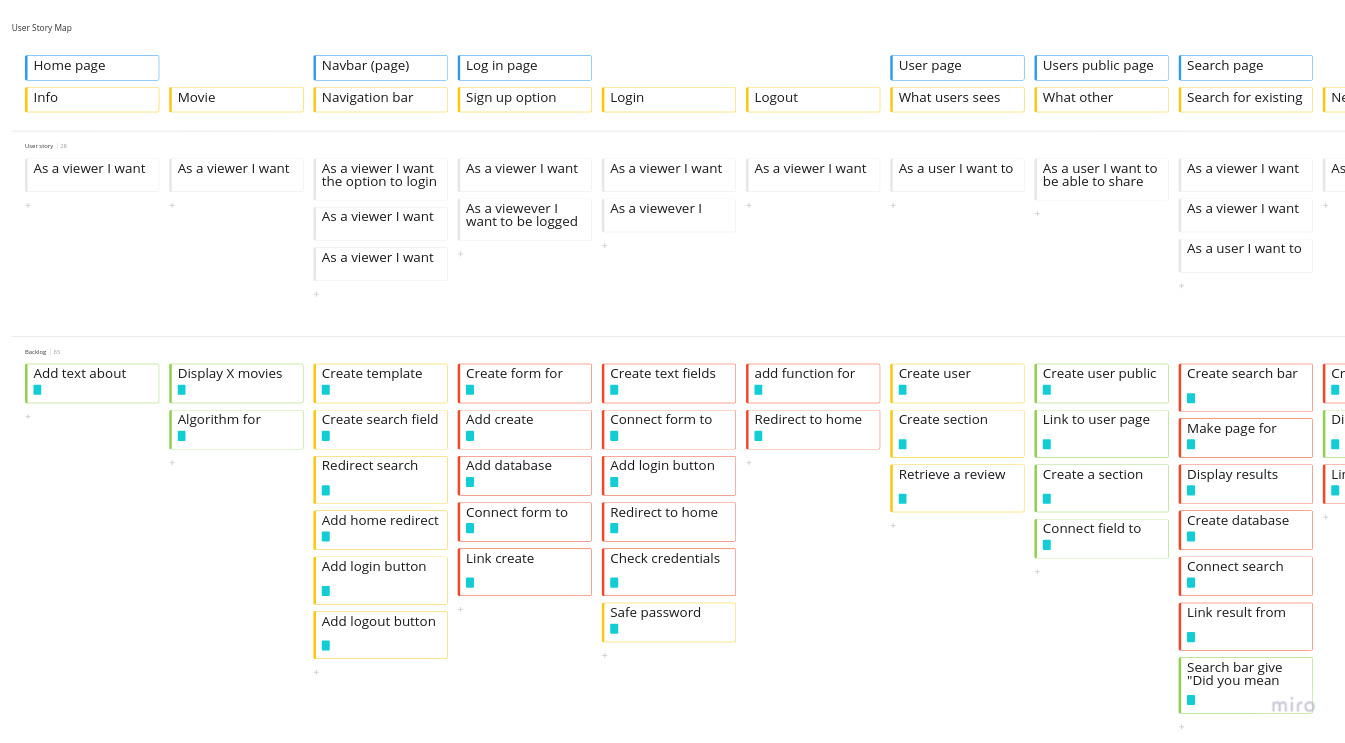 User Story Map
Home page
Navbar (page)
Log in page
User page
Users public page
Search page
Info
Movie
Navigation bar
Sign up option
Login
Logout
What users sees
What other
Search for existing
Ne
User story | 28
As a viewer I want
As a viewer I want
As a viewer I want
the option to login
As a viewer I want
As a viewer I want
As a viewer I want
As a viewever I
want to be logged
As a viewer I want
As a viewever I
As a viewer I want
As a user I want to
As a user I want to
be able to share
As a viewer I want
As a viewer I want
As a user I want to
As
Backlog | 85
Add text about
Display X movies
Algorithm for
Create template
Create search field
Redirect search
Add home redirect
Add login button
Add logout button
Create form for
Add create
Add database
Connect form to
Link create
Create text fields
Connect form to
Add login button
Redirect to home
Check credentials
Safe password
add function for
Redirect to home
Create user
Create section
Retrieve a review
Create user public
Link to user page
Create a section
Connect field to
Create search bar
Make page for
Display results
Create database
Connect search
Link result from
Search bar give
"Did you mean
Cr
Di
Lin
miro